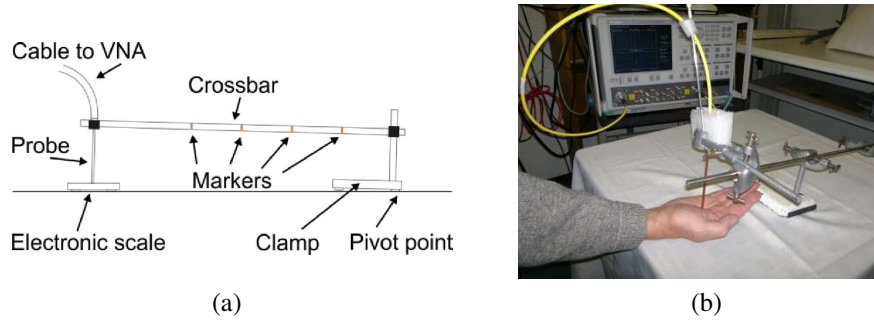 Cable to VNA
Crossbar
Probe
Markers
Electronic scale
Clamp
Pivot point
(a)
(b)